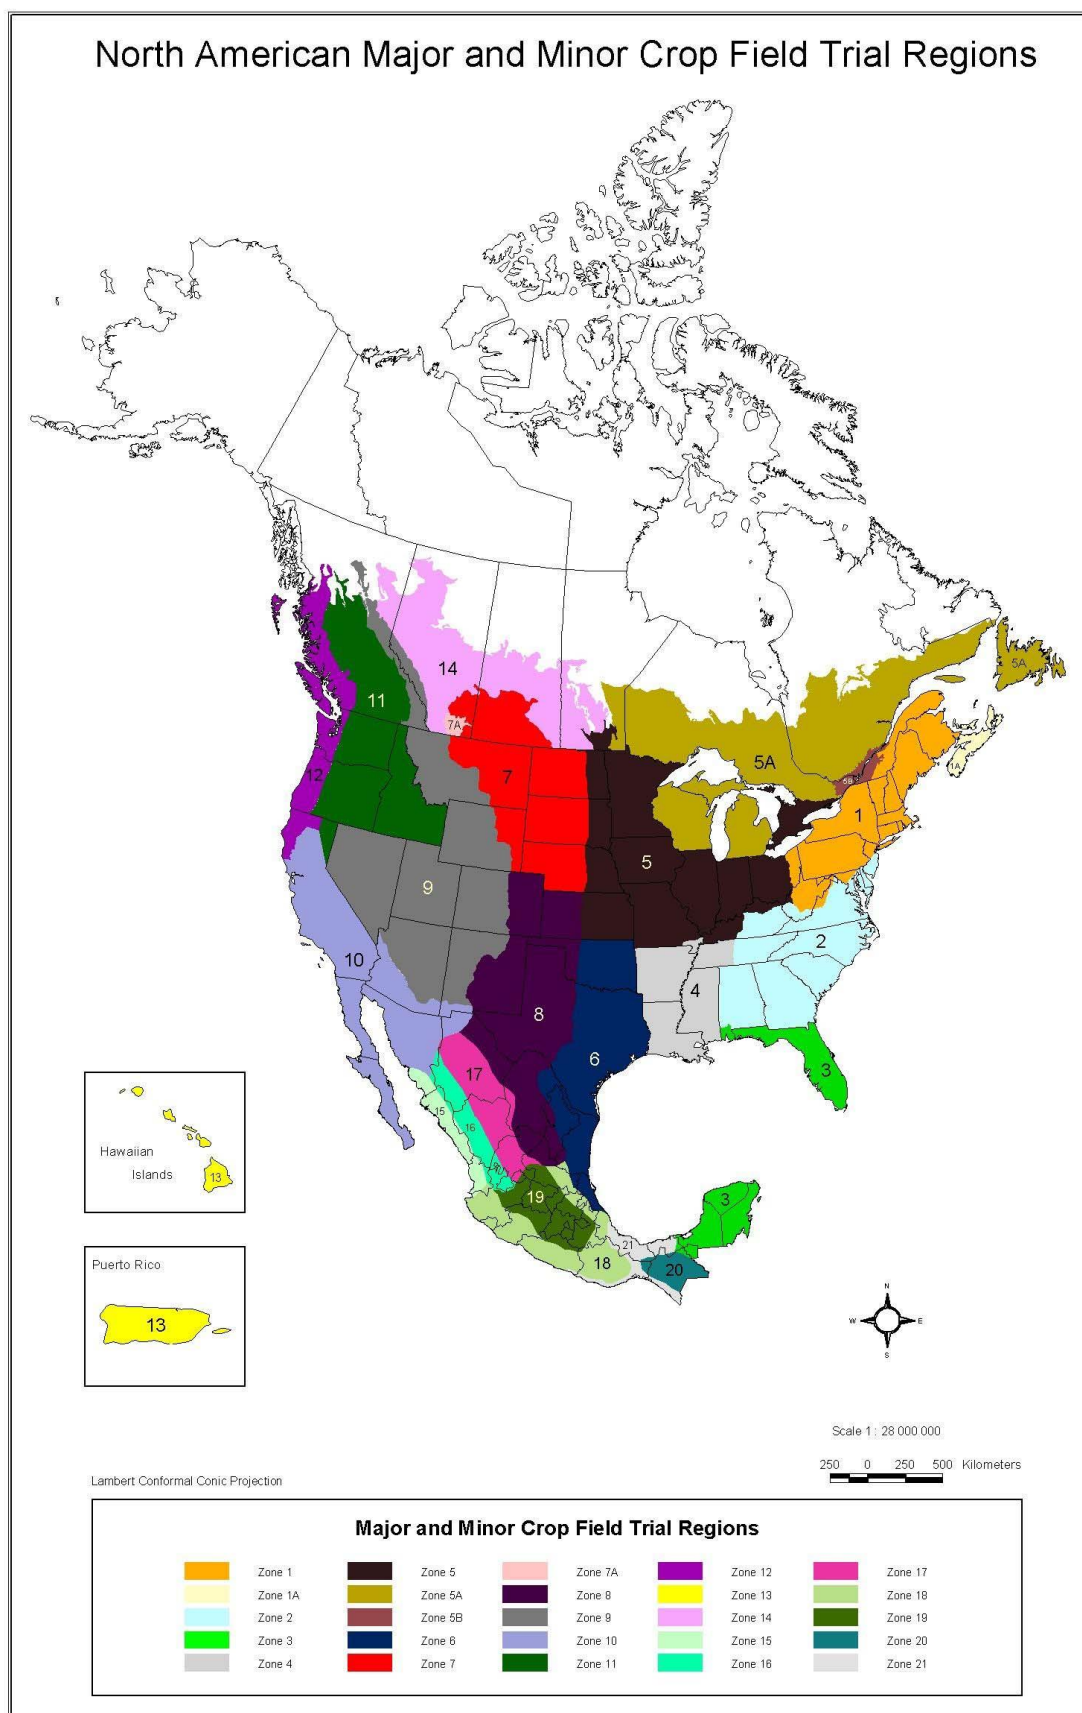 North American Major and Minor Crop Field Trial Regions
14
11
7A
5A
12
7
5A
5B
1A
1
5
9
2
10
4
8
6
3
17
15
16
Hawaiian
Islands
13
19
3
21
18
20
Puerto Rico
13
N
W E
S
Scale 1 : 28 000 000
250 0 250 500 Kilometers
Lambert Conformal Conic Projection
Major and Minor Crop Field Trial Regions
Zone 1 Zone 5 Zone 7A Zone 12 Zone 17
Zone 1A Zone 5A Zone 8 Zone 13 Zone 18
Zone 2 Zone 5B Zone 9 Zone 14 Zone 19
Zone 3 Zone 6 Zone 10 Zone 15 Zone 20
Zone 4 Zone 7 Zone 11 Zone 16 Zone 21